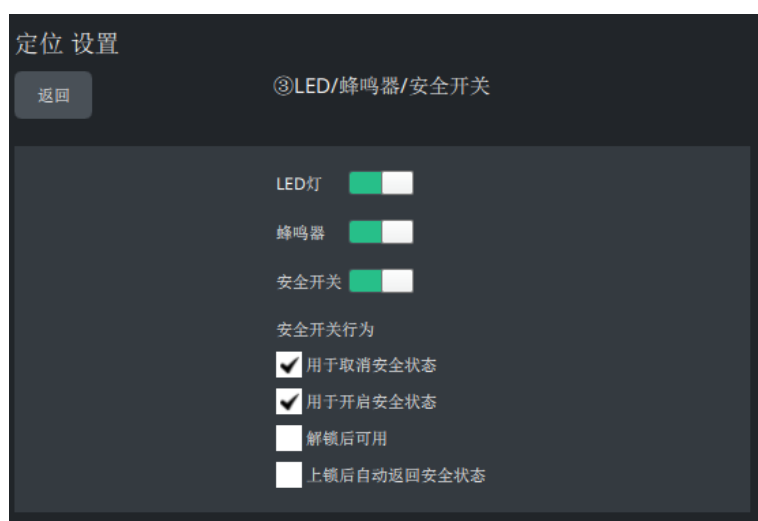 定位 设置
返回
③LED/蜂鸣器/安全开关
LED灯
蜂鸣器
安全开关
安全开关行为
用于取消安全状态
用于开启安全状态
解锁后可用
上锁后自动返回安全状态